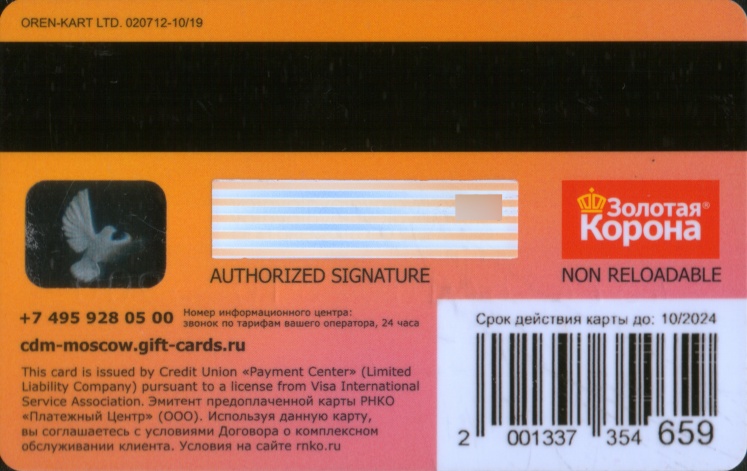 OREN-KART LTD. 020712-10/19
Золотая®
Корона
AUTHORIZED SIGNATURE
NON RELOADABLE
+7 495 928 05 00
Номер информационного центра:
звонок по тарифам вашего оператора, 24 часа
cdm-moscow.gift-cards.ru
This card is issued by Credit Union «Payment Center» (Limited
Liability Company) pursuant to a license from Visa International
Service Association. Эмитент предоплаченной карты РНКО
«Платежный Центр» (ООО). Используя данную карту,
вы соглашаетесь с условиями Договора о комплексном
обслуживании клиента. Условия на сайте rnko.ru
Срок действия карты до: 10/2024
2 001337 354 659